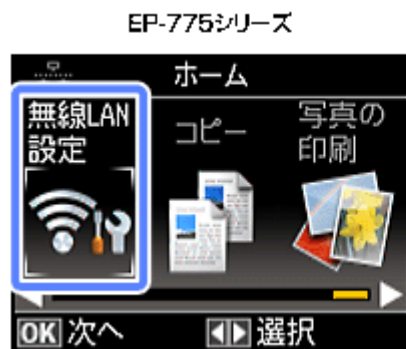 EP-775シリーズ
ホーム
無線LAN
設定
コピー
写真の
印刷
OK 次へ
選択